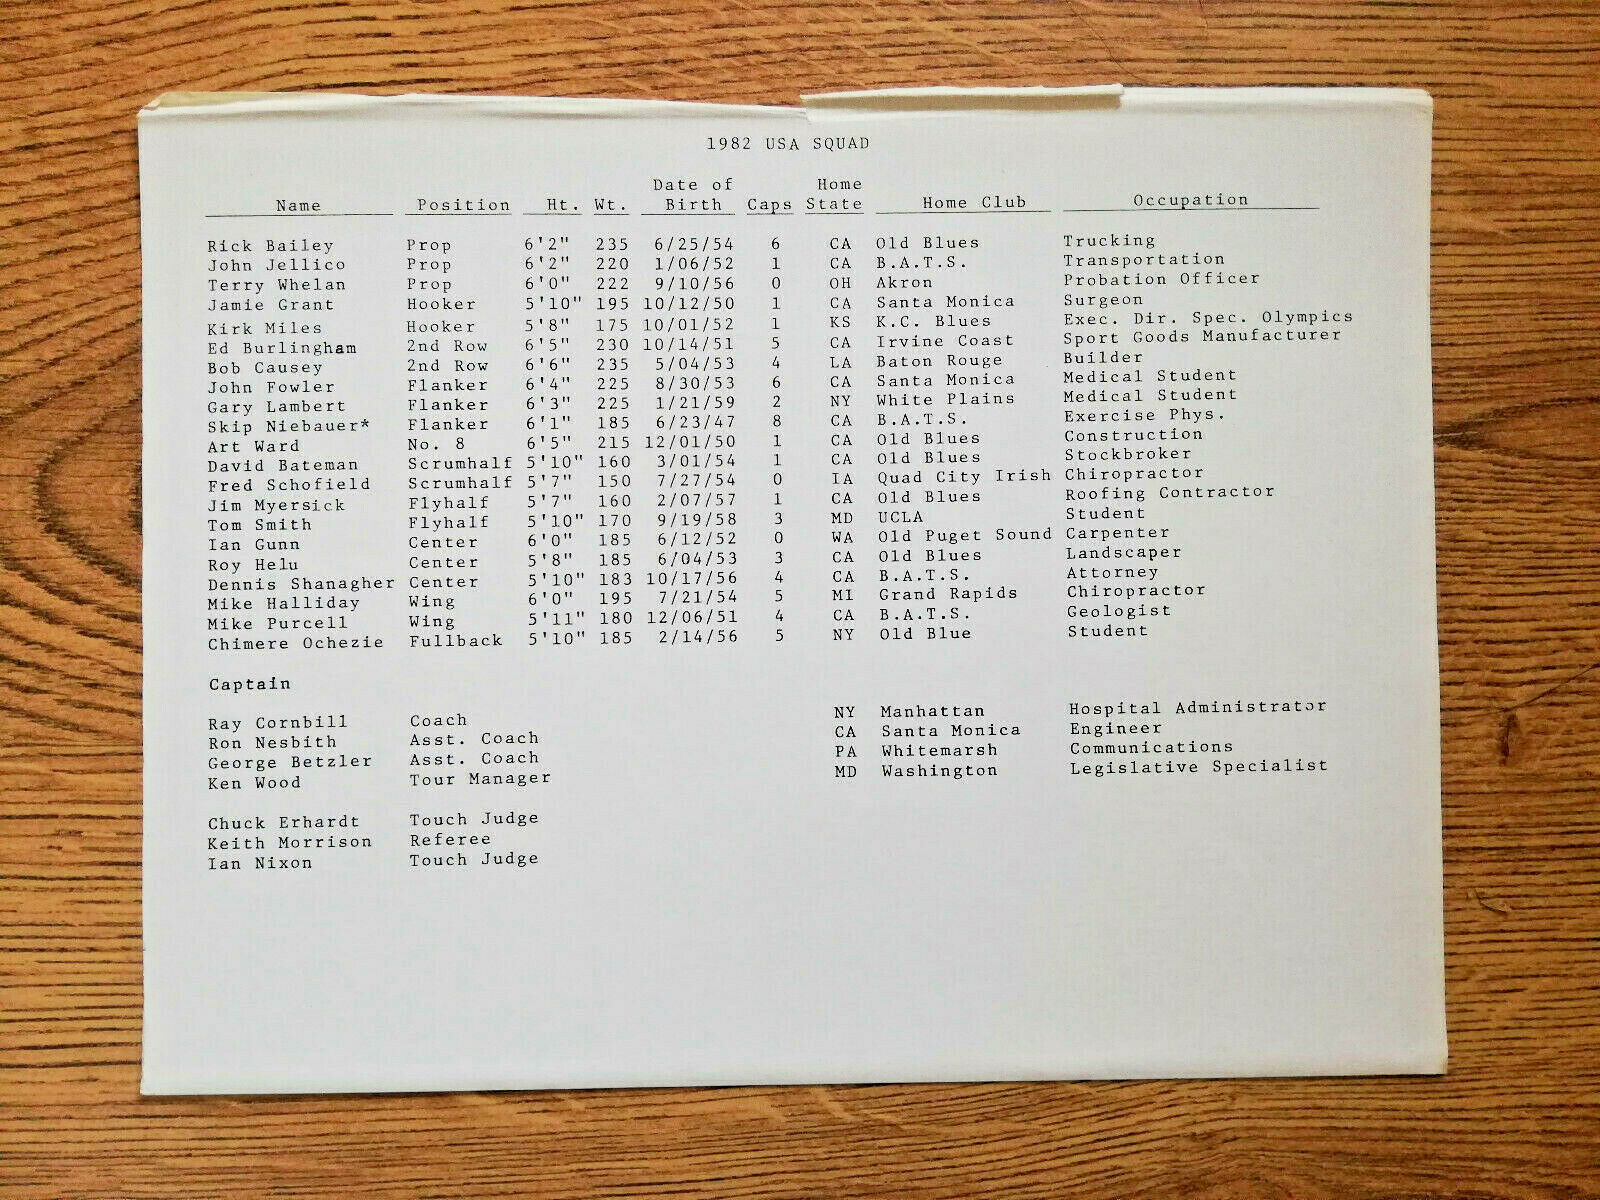 1982 USA SQUAD
Date of Home
Name Position Ht. Wt. Birth Caps State Home Club Occupation
Rick Bailey Prop 6'2" 235 6/25/54 6 CA Old Blues Trucking
John Jellico Prop 6'2" 220 1/06/52 1 CA B.A.T.S. Transportation
Terry Whelan Prop 6'0" 222 9/10/56 0 OH Akron Probation Officer
Jamie Grant Hooker 5'10" 195 10/12/50 1 CA Santa Monica Surgeon
Kirk Miles Hooker 5'8" 175 10/01/52 1 KS K.C. Blues Exec. Dir. Spec. Olympics
Ed Burlingham 2nd Row 6'5" 230 10/14/51 5 CA Irvine Coast Sport Goods Manufacturer
Bob Causey 2nd Row 6'6" 235 5/04/53 4 LA Baton Rouge Builder
John Fowler Flanker 6'4" 225 8/30/53 6 CA Santa Monica Medical Student
Gary Lambert Flanker 6'3" 225 1/21/59 2 NY White Plains Medical Student
Skip Niebauer* Flanker 6'1" 185 6/23/47 8 CA B.A.T.S. Exercise Phys.
Art Ward No. 8 6'5" 215 12/01/50 1 CA Old Blues Construction
David Bateman Scrumhalf 5'10" 160 3/01/54 1 CA Old Blues Stockbroker
Fred Schofield Scrumhalf 5'7" 150 7/27/54 0 IA Quad City Irish Chiropractor
Jim Myersick Flyhalf 5'7" 160 2/07/57 1 CA Old Blues Roofing Contractor
Tom Smith Flyhalf 5'10" 170 9/19/58 3 MD UCLA Student
Ian Gunn Center 6'0" 185 6/12/52 0 WA Old Puget Sound Carpenter
Roy Helu Center 5'8" 185 6/04/53 3 CA Old Blues Landscaper
Dennis Shanagher Center 5'10" 183 10/17/56 4 CA B.A.T.S. Attorney
Mike Halliday Wing 6'0" 195 7/21/54 5 MI Grand Rapids Chiropractor
Mike Purcell Wing 5'11" 180 12/06/51 4 CA B.A.T.S. Geologist
Chimere Ochezie Fullback 5'10" 185 2/14/56 5 NY Old Blue Student
Captain
Ray Cornbill Coach NY Manhattan Hospital Administrator
Ron Nesbith Asst. Coach CA Santa Monica Engineer
George Betzler Asst. Coach PA Whitemarsh Communications
Ken Wood Tour Manager MD Washington Legislative Specialist
Chuck Erhardt Touch Judge
Keith Morrison Referee
Ian Nixon Touch Judge